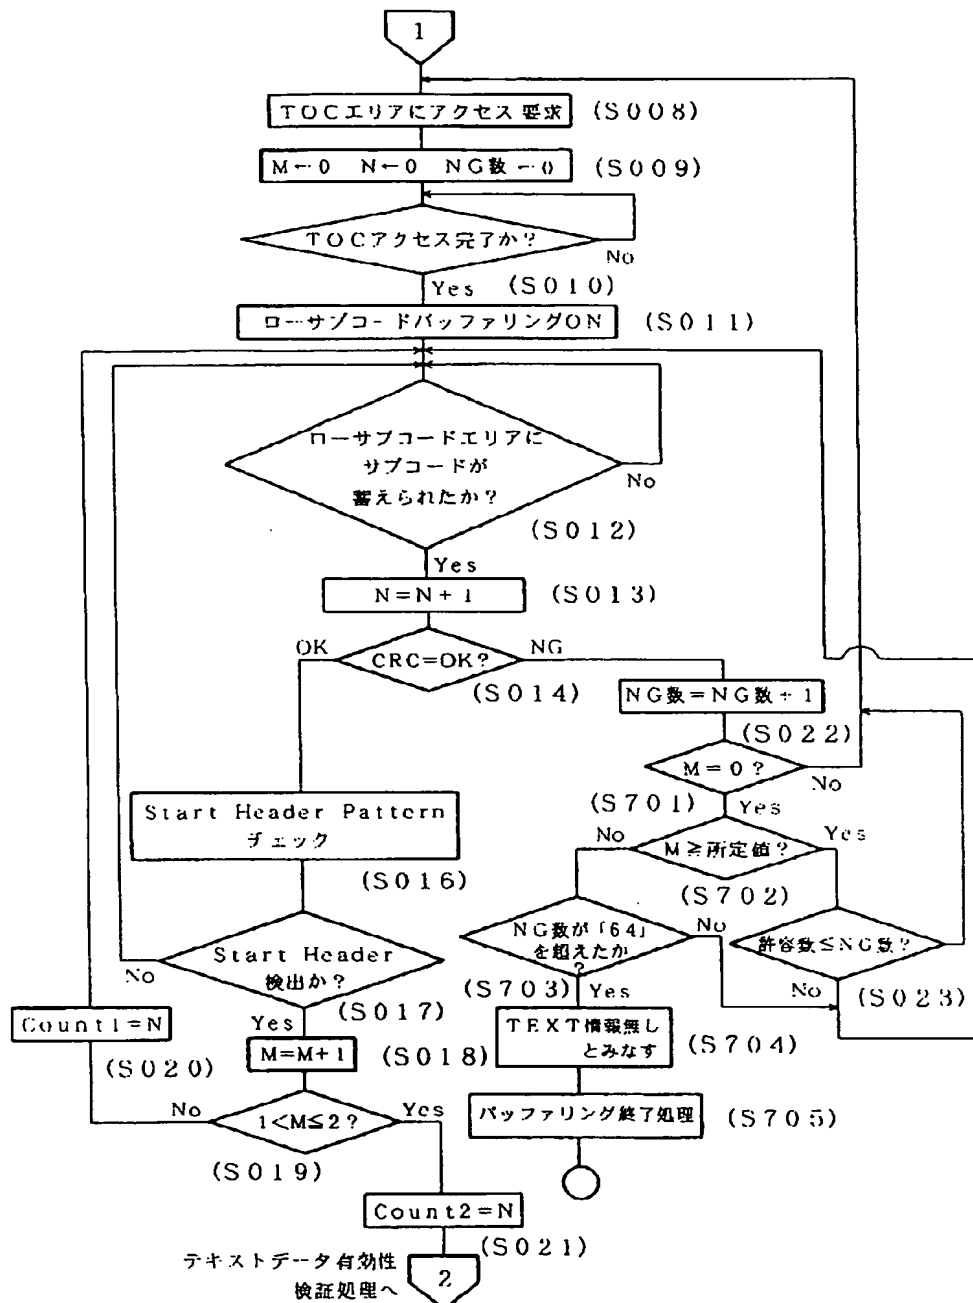 1
TOCエリアにアクセス要求 (S008)
M←0 N←0 NG数←0 (S009)
TOCアクセス完了か?
No
Yes (S010)
ローサブコードバッファリングON (S011)
ローサブコードエリアに
サブコードが
蓄えられたか?
No
(S012)
Yes
N=N+1 (S013)
OK CRC=OK? NG
(S014)
NG数=NG数+1
(S022)
M=0?
No
(S701) Yes
Start Header Pattern
チェック
(S016)
No M≧所定値? Yes
(S702)
NG数が「64」
を超えたか
?
No
許容数≦NG数?
(S703) Yes
No (S023)
Start Header
検出か?
No
(S017)
Yes
Count1=N
(S020)
M=M+1 (S018)
TEXT情報無し
とみなす
(S704)
No 1<M≦2? Yes
(S019)
バッファリング終了処理 (S705)
Count2=N
(S021)
テキストデータ有効性
検証処理へ
2